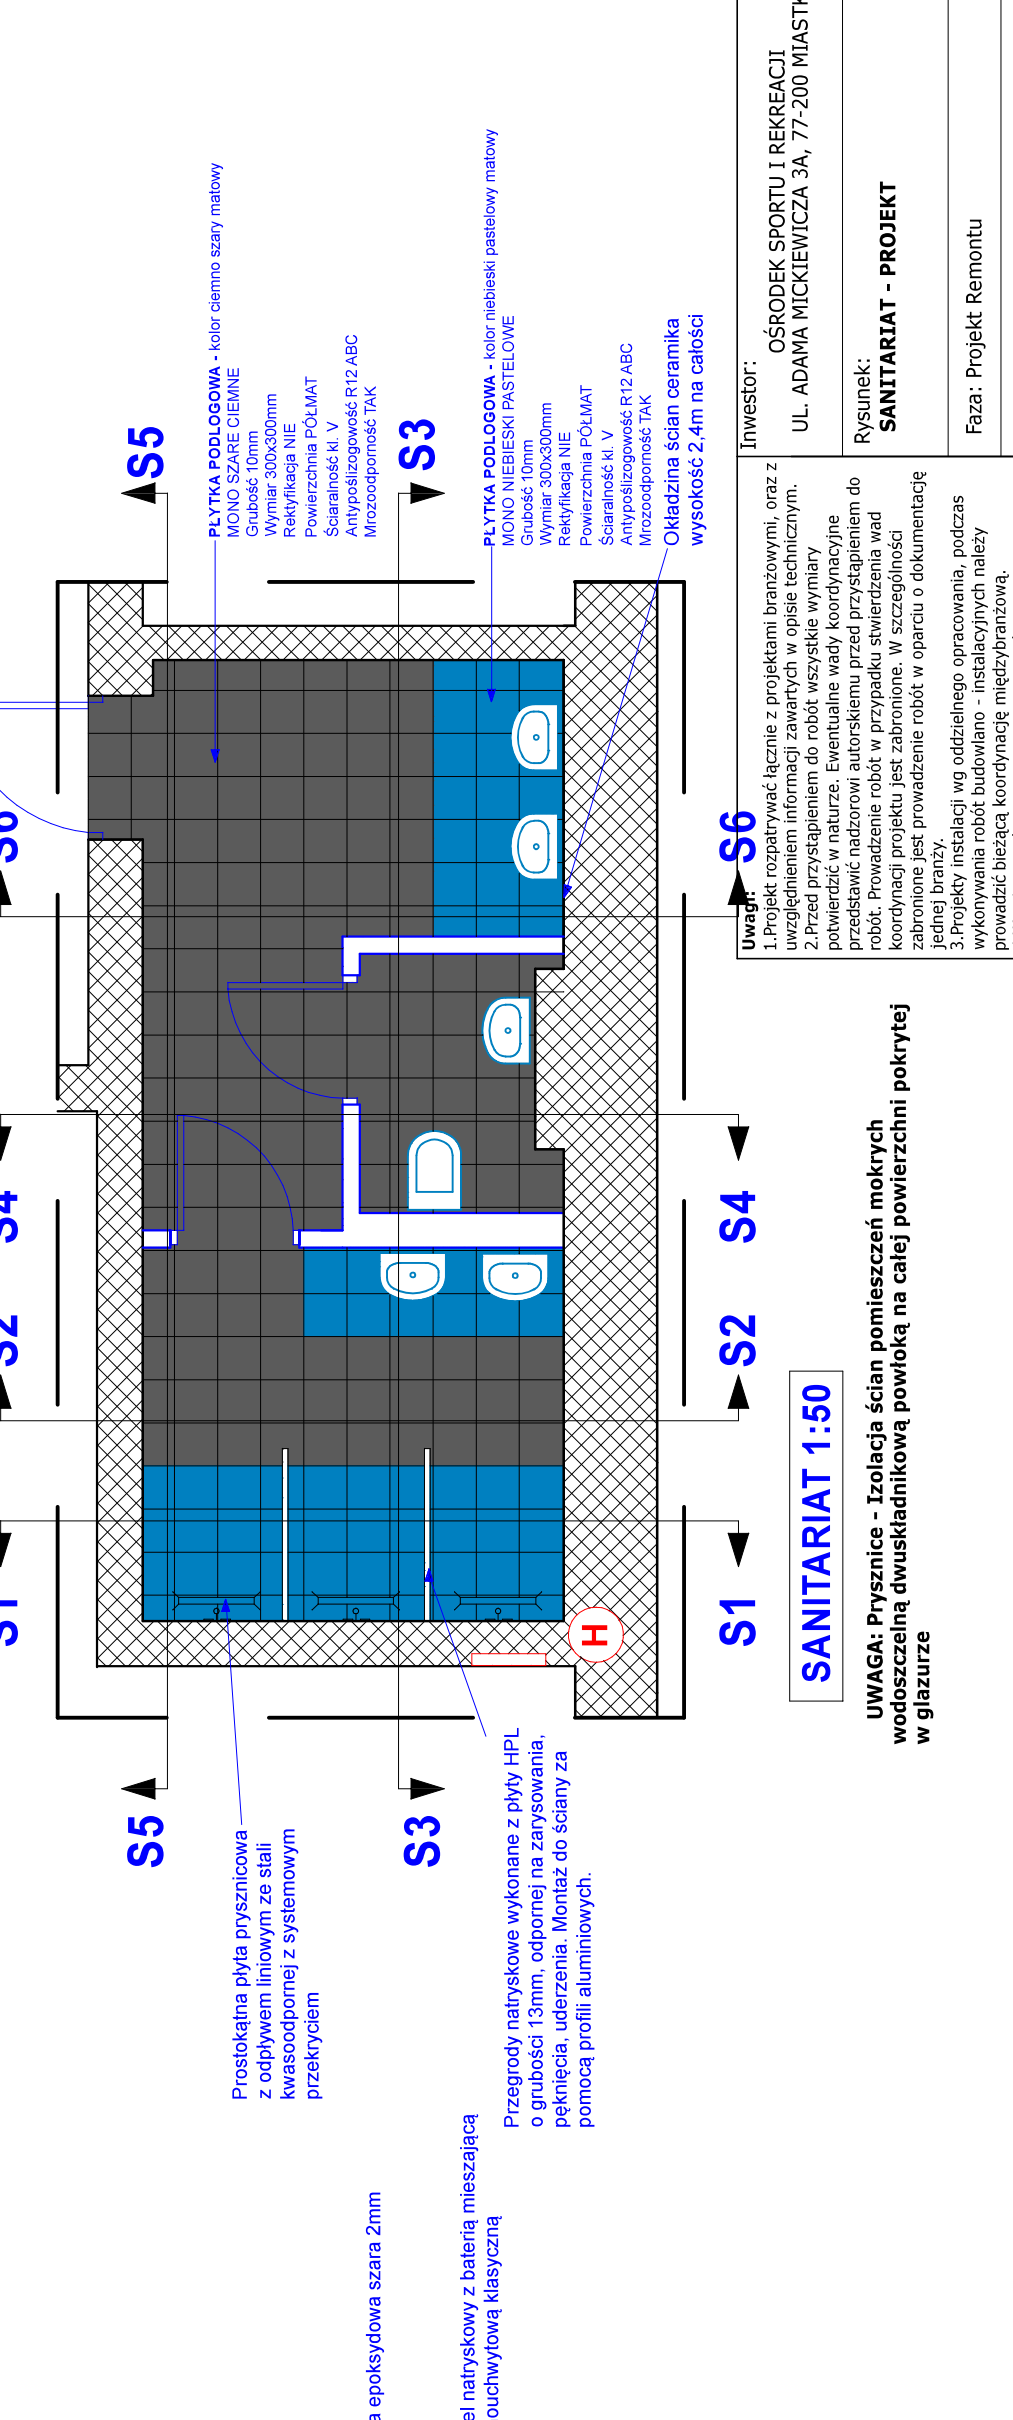 S5
S3
PŁYTKA PODLOGOWA - kolor ciemno szary matowy
MONO SZARE CIEMNE
Grubość 10mm
Wymiar 300x300mm
Rektyfikacja NIE
Powierzchnia PÓŁMAT
Ścieralność kl. V
Antypoślizogowość R12 ABC
Mrozoodporność TAK
PŁYTKA PODLOGOWA - kolor niebieski pastelowy matowy
MONO NIEBIESKI PASTELOWE
Grubość 10mm
Wymiar 300x300mm
Rektyfikacja NIE
Powierzchnia PÓŁMAT
Ścieralność kl. V
Antypoślizogowość R12 ABC
Mrozoodporność TAK
Okładzina ścian ceramika
wysokość 2,4m na całości
Inwestor:
OŚRODEK SPORTU I REKREACJI
UL. ADAMA MICKIEWICZA 3A, 77-200
Rysunek:
SANITARIAT - PROJEKT
Faza: Projekt Remontu
Uwagi:
1.Projekt rozpatrywać łącznie z projektami branżowymi, oraz z
uwzględnieniem informacji zawartych w opisie technicznym.
2.Przed przystąpieniem do robót wszystkie wymiary
potwierdzić w naturze. Ewentualne wady koordynacyjne
przedstawić nadzorowi autorskiemu przed przystąpieniem do
robót. Prowadzenie robót w przypadku stwierdzenia wad
koordynacji projektu jest zabronione. W szczególności
zabronione jest prowadzenie robót w oparciu o dokumentację
jednej branży.
3.Projekty instalacji wg oddzielnego opracowania, podczas
wykonywania robót budowlano - instalacyjnych należy
prowadzić bieżącą koordynację międzybranżową.
S6
S4
S2
S1
S6
S4
S2
S1
H
SANITARIAT 1:50
UWAGA: Prysznice - Izolacja ścian pomieszczeń mokrych
wodoszczelną dwuskładnikową powłoką na całej powierzchni pokrytej
w glazurze
S5
S3
Prostokątna płyta prysznicowa
z odpływem liniowym ze stali
kwasoodpornej z systemowym
przekryciem
Przegrody natryskowe wykonane z płyty HPL
o grubości 13mm, odpornej na zarysowania,
pęknięcia, uderzenia. Montaż do ściany za
pomocą profili aluminiowych.
epoksydowa szara 2mm
natryskowy z baterią mieszającą
klasyczną